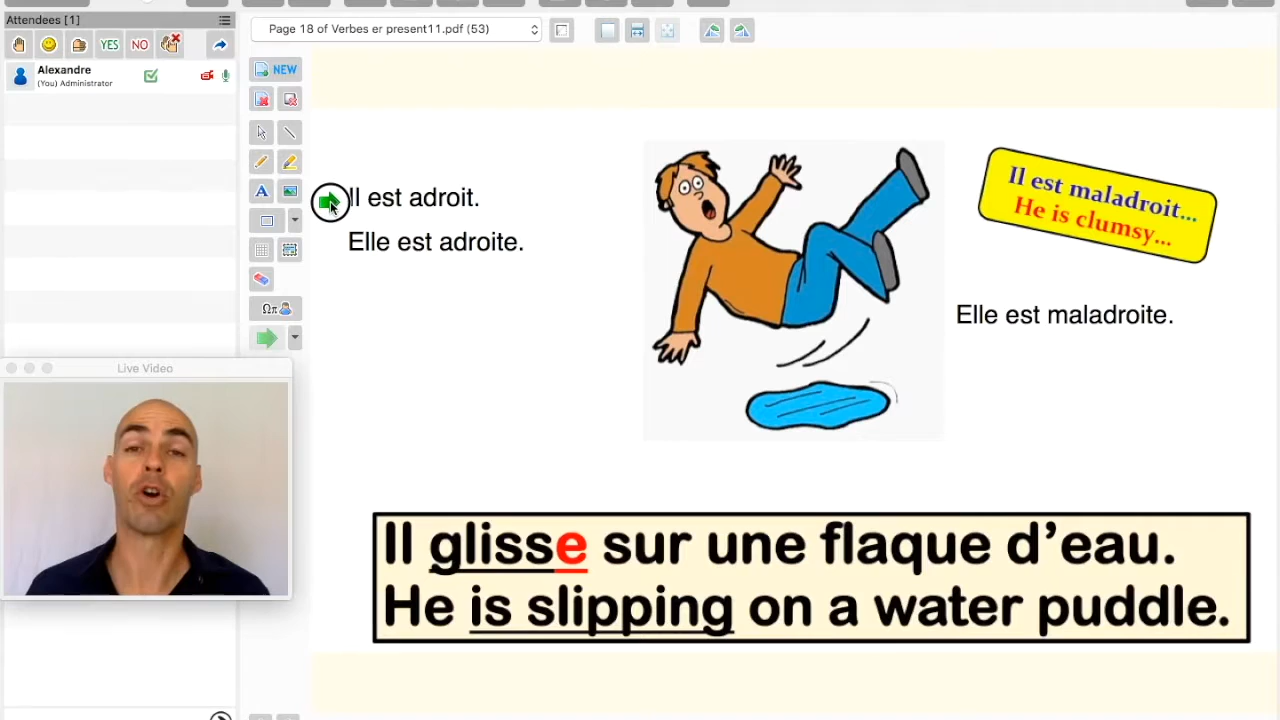 Attendees [1]
Page 18 of Verbes er present11.pdf (53)
YES
NO
Alexandre
(You) Administrator
NEW
A
Ωπ
Il est adroit.
Elle est adroite.
Il est maladroit...
He is clumsy...
Elle est maladroite.
Live Video
Il glisse sur une flaque d’eau.
He is slipping on a water puddle.